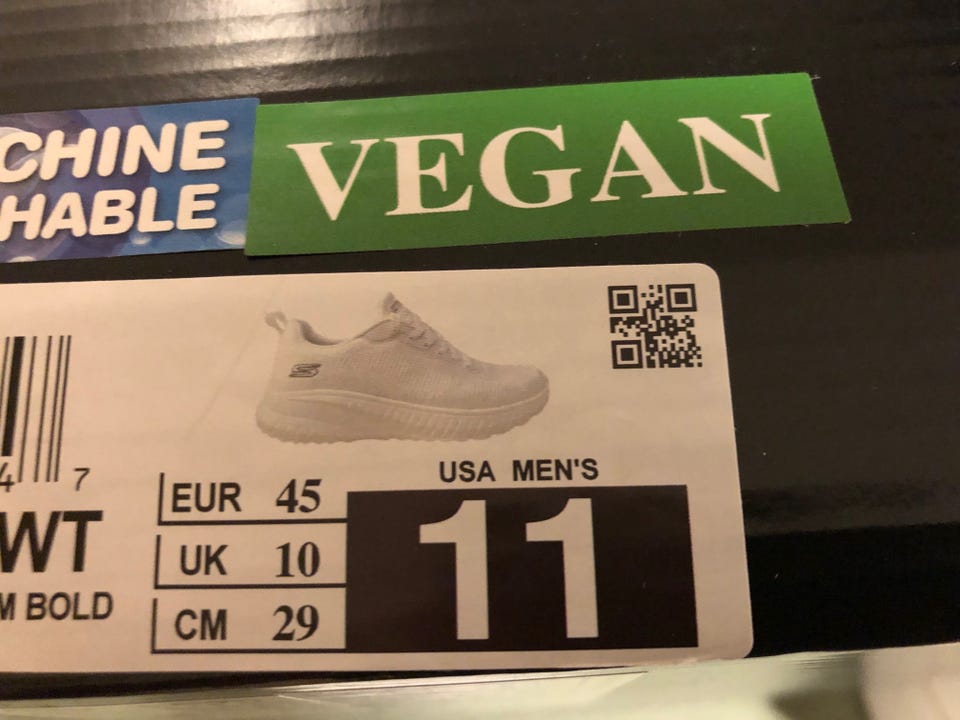 CHINE
HABLE
VEGAN
S
4 7
USA MEN'S
EUR 45
UK 10
CM 29
11
WT
M BOLD